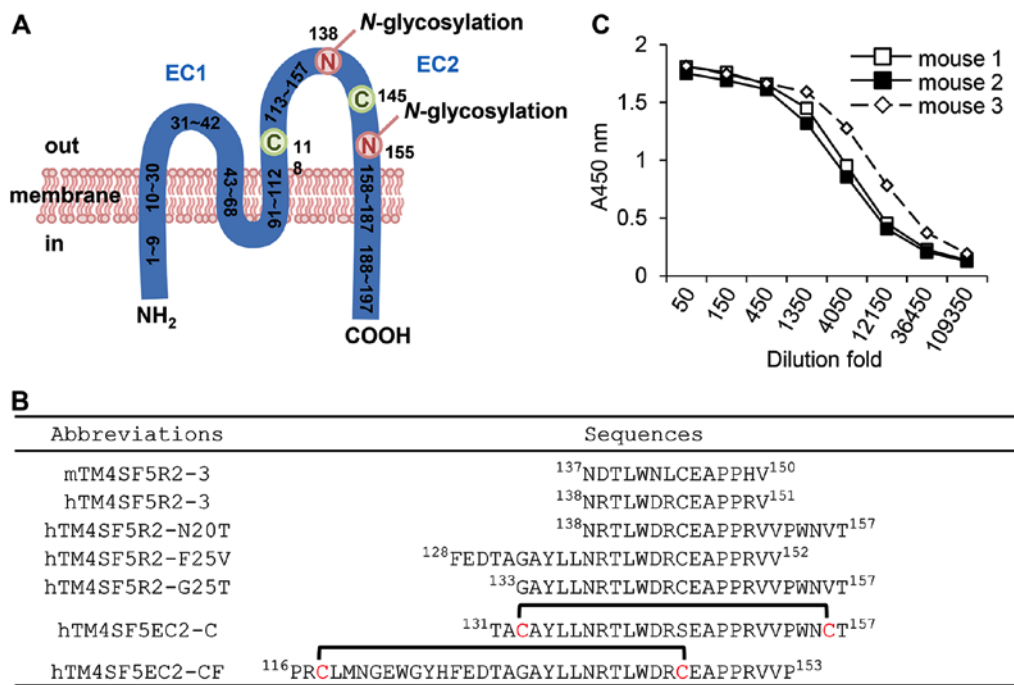 A
N-glycosylation
138
N
EC1
EC2
113~157
C
145
31~42
N-glycosylation
out
C
11
8
N
155
membrane
10~30
43~68
91~112
158~187
in
1~9
188~197
NH2
COOH
C
2
1.5
1
0.5
0
A450 nm
mouse 1
mouse 2
mouse 3
50
150
450
1350
4050
12150
36450
109350
Dilution fold
B
Abbreviations Sequences
mTM4SF5R2-3 137NDTLWNLCEAPPHV150
hTM4SF5R2-3 138NRTLWDRCEAPPRV151
hTM4SF5R2-N20T 138NRTLWDRCEAPPRVVPWNVT157
hTM4SF5R2-F25V 128FEDTAGAYLLNRTLWDRCEAPPRVV152
hTM4SF5R2-G25T 133GAYLLNRTLWDRCEAPPRVVPWNVT157
hTM4SF5EC2-C 131TACAYLLNRTLWDRSEAPPRVVPWNCT157
hTM4SF5EC2-CF 116PRCLMNGEWGYHFEDTAGAYLLNRTLWDRCEAPPRVVP153